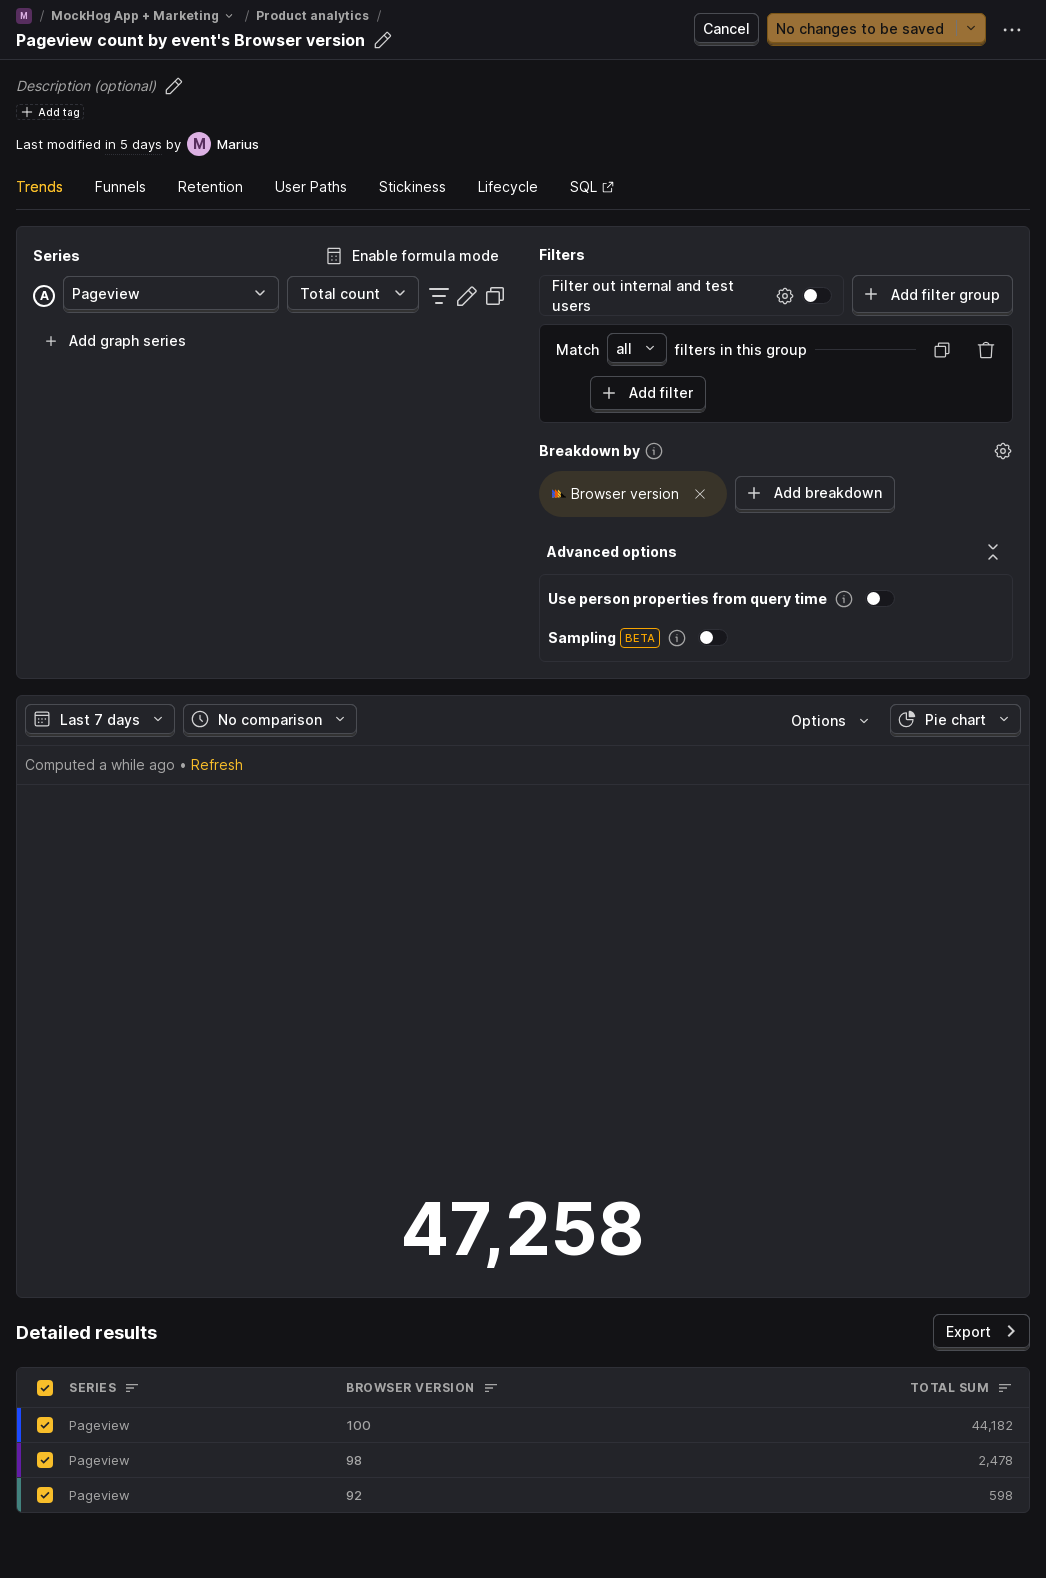 M / MockHog App + Marketing / Product analytics /
Pageview count by event's Browser version
Cancel
No changes to be saved
Description (optional)
Add tag
Last modified in 5 days by M Marius
Trends Funnels Retention User Paths Stickiness Lifecycle SQL
Series
Enable formula mode
A Pageview Total count
Add graph series
Filters
Filter out internal and test
users
Add filter group
Match all filters in this group
Add filter
Breakdown by
Browser version
Add breakdown
Advanced options
Use person properties from query time
Sampling BETA
Last 7 days No comparison Options Pie chart
Computed a while ago • Refresh
47,258
Detailed results
Export
SERIES BROWSER VERSION TOTAL SUM
Pageview 100 44,182
Pageview 98 2,478
Pageview 92 598